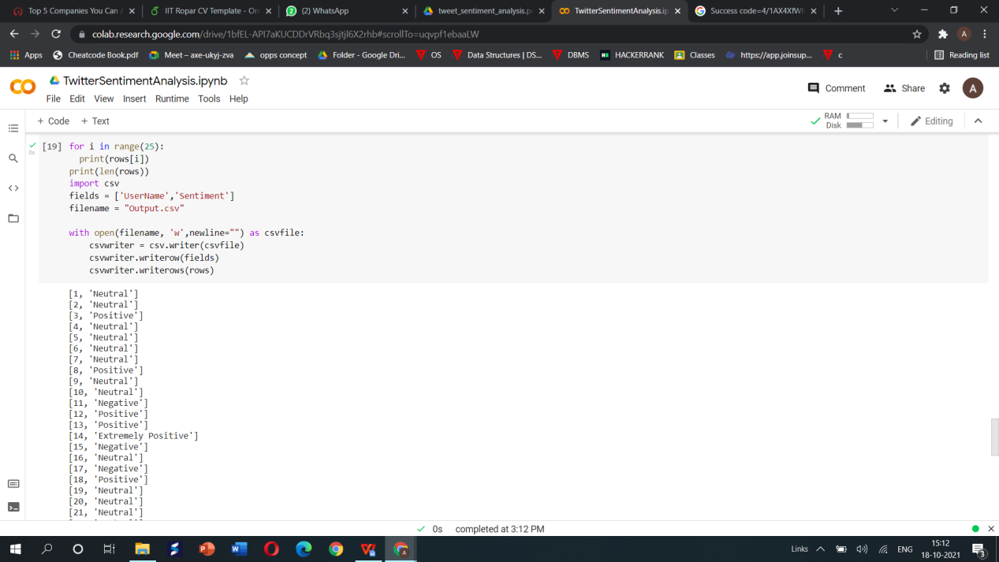 Top 5 Companies You Can
IIT Ropar CV Template - On
(2) WhatsApp
tweet_sentiment_analysis.p
TwitterSentimentAnalysis.ip
Success code=4/1AX4XfW
colab.research.google.com/drive/1bfEL-API7aKUCDDrVRbq3sjtjl6X2rhb#scrollTo=uqvpf1ebaaLW
A
Apps
Cheatcode Book.pdf
Meet – axe-ukyj-zva
opps concept
Folder - Google Dri...
OS
Data Structures | DS...
DBMS
HACKERRANK
Classes
https://app.joinsup...
c
Reading list
CO
TwitterSentimentAnalysis.ipynb
File Edit View Insert Runtime Tools Help
Comment
Share
A
+ Code + Text
RAM
Disk
Editing
0s
[19] for i in range(25):
print(rows[i])
print(len(rows))
import csv
fields = ['UserName','Sentiment']
filename = "Output.csv"
with open(filename, 'w',newline="") as csvfile:
csvwriter = csv.writer(csvfile)
csvwriter.writerow(fields)
csvwriter.writerows(rows)
[1, 'Neutral']
[2, 'Neutral']
[3, 'Positive']
[4, 'Neutral']
[5, 'Neutral']
[6, 'Neutral']
[7, 'Neutral']
[8, 'Positive']
[9, 'Neutral']
[10, 'Neutral']
[11, 'Negative']
[12, 'Positive']
[13, 'Positive']
[14, 'Extremely Positive']
[15, 'Negative']
[16, 'Neutral']
[17, 'Negative']
[18, 'Positive']
[19, 'Neutral']
[20, 'Neutral']
[21, 'Neutral']
0s completed at 3:12 PM
Links
ENG
15:12
18-10-2021
3